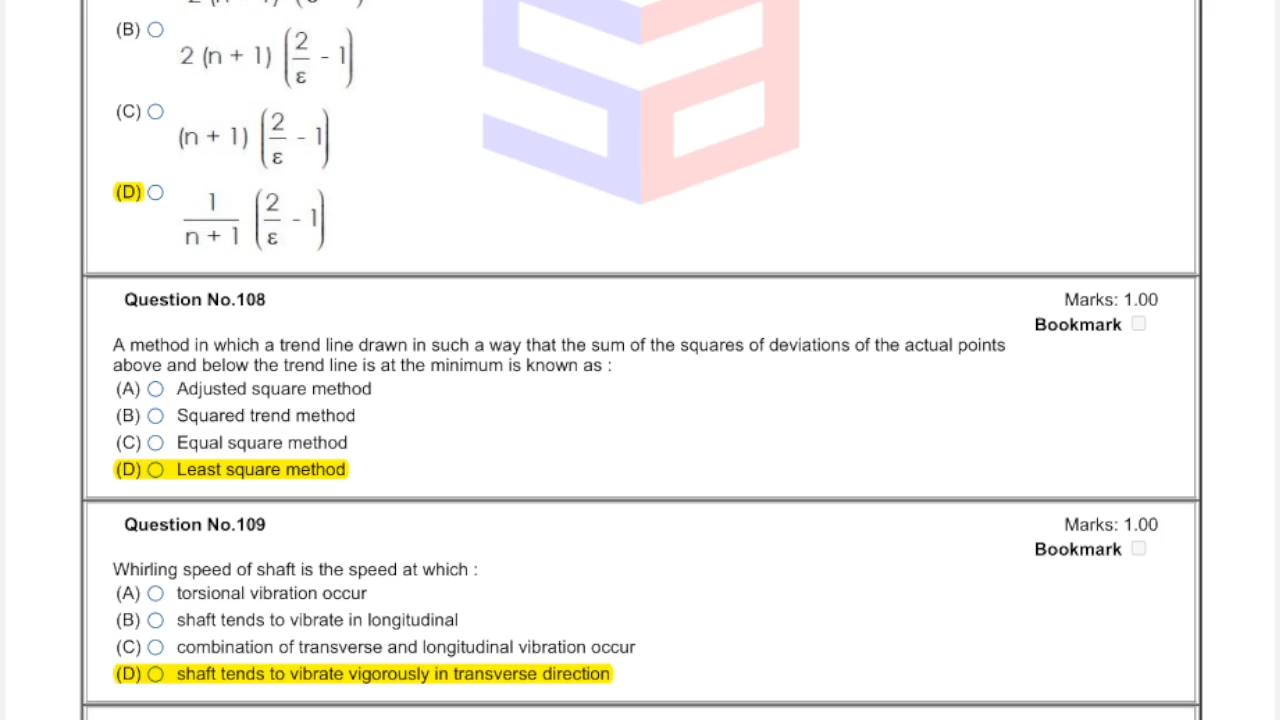 (B)
2 (n + 1) (2/ε - 1)
(C)
(n + 1) (2/ε - 1)
(D)
1/n + 1 (2/ε - 1)
Question No.108
Marks: 1.00
Bookmark
A method in which a trend line drawn in such a way that the sum of the squares of deviations of the actual points
above and below the trend line is at the minimum is known as :
(A) Adjusted square method
(B) Squared trend method
(C) Equal square method
(D) Least square method
Question No.109
Marks: 1.00
Bookmark
Whirling speed of shaft is the speed at which :
(A) torsional vibration occur
(B) shaft tends to vibrate in longitudinal
(C) combination of transverse and longitudinal vibration occur
(D) shaft tends to vibrate vigorously in transverse direction